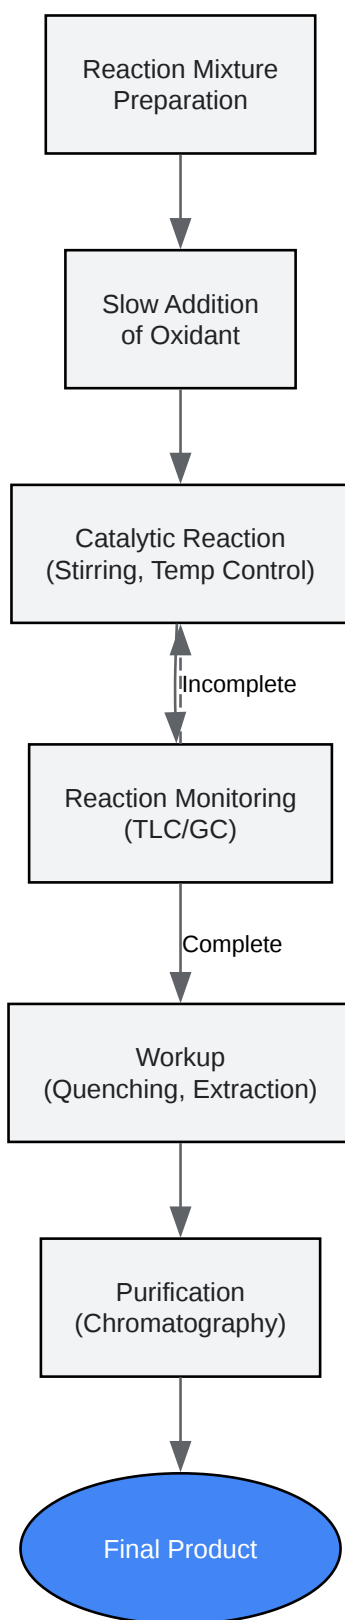 Reaction Mixture
Preparation
Slow Addition
of Oxidant
Catalytic Reaction
(Stirring, Temp Control)
Incomplete
Reaction Monitoring
(TLC/GC)
Complete
Workup
(Quenching, Extraction)
Purification
(Chromatography)
Final Product